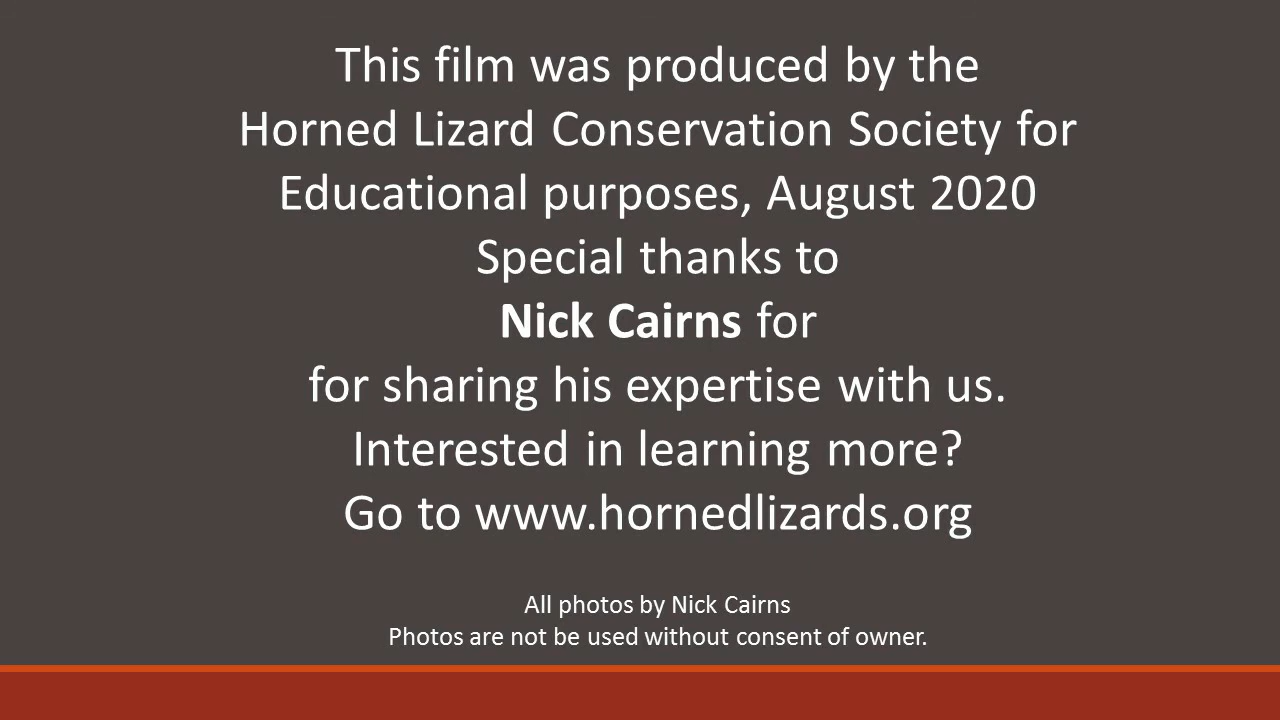 This film was produced by the
Horned Lizard Conservation Society for
Educational purposes, August 2020
Special thanks to
Nick Cairns for
for sharing his expertise with us.
Interested in learning more?
Go to www.hornedlizards.org
All photos by Nick Cairns
Photos are not be used without consent of owner.